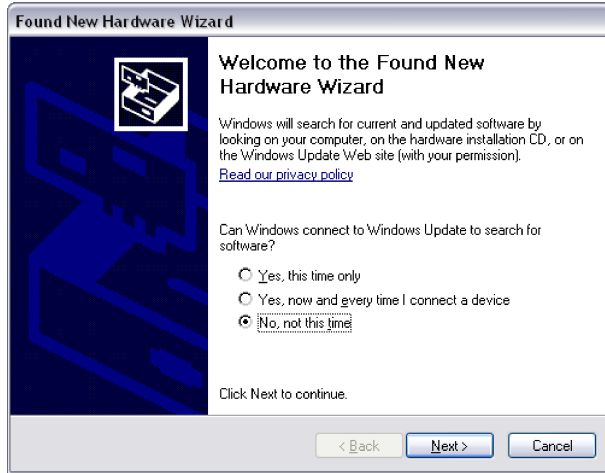 Found New Hardware Wizard
Welcome to the Found New
Hardware Wizard
Windows will search for current and updated software by
looking on your computer, on the hardware installation CD, or on
the Windows Update Web site (with your permission).
Read our privacy policy
Can Windows connect to Windows Update to search for
software?
Yes, this time only
Yes, now and every time I connect a device
No, not this time
Click Next to continue.
< Back Next > Cancel